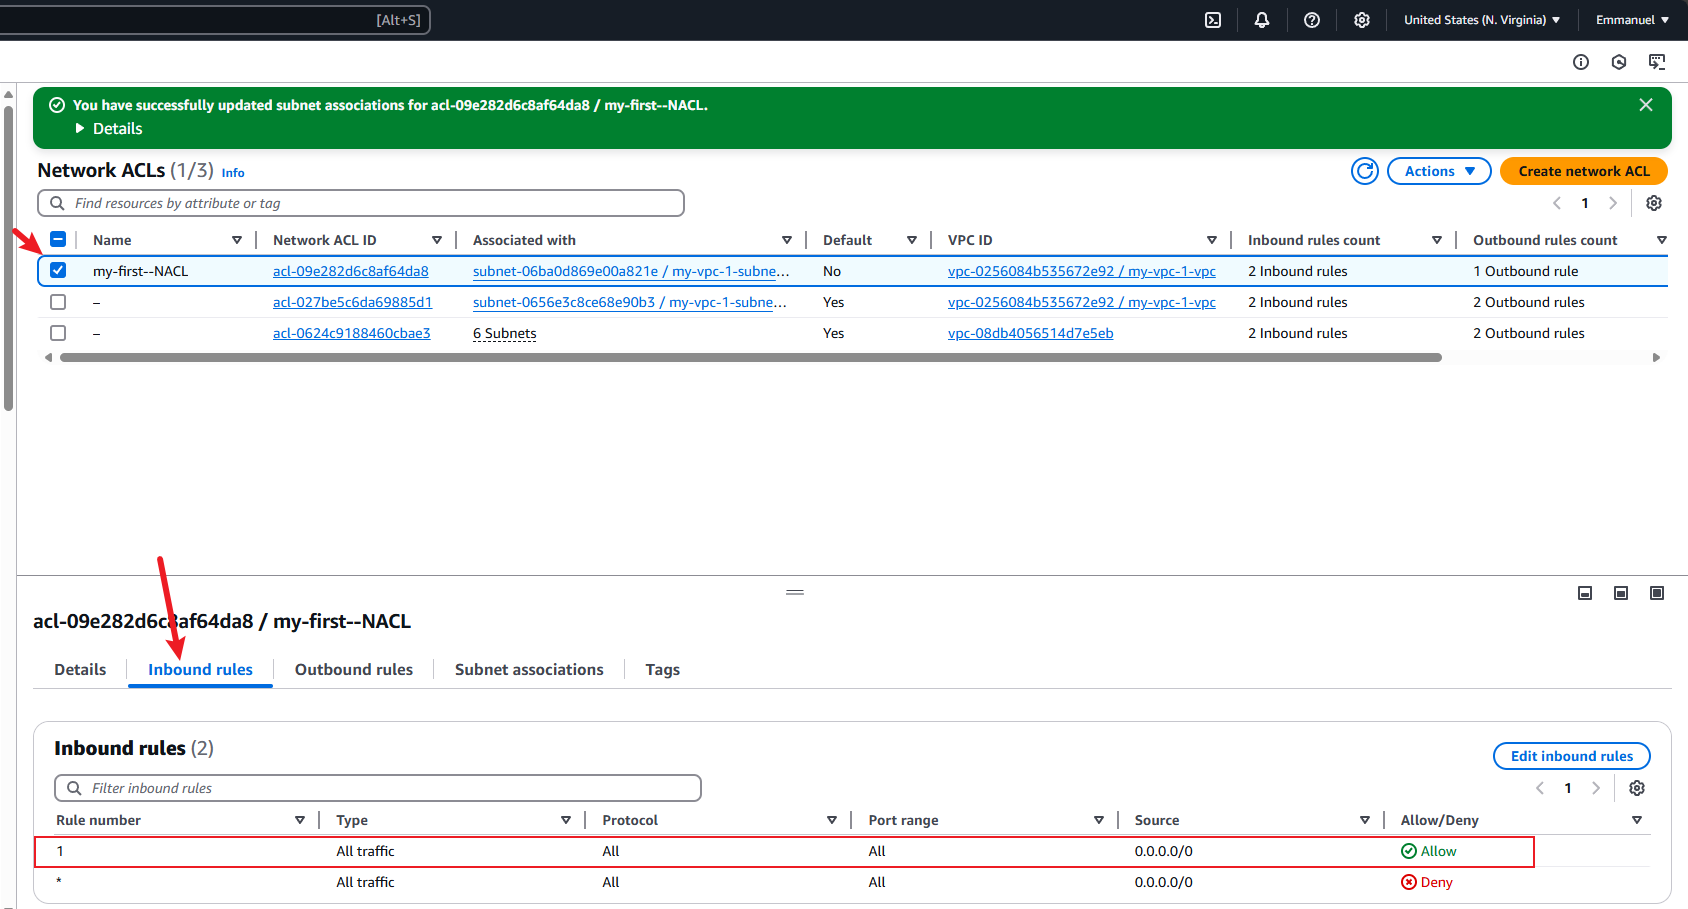 [Alt+S] United States (N. Virginia) Emmanuel
You have successfully updated subnet associations for acl-09e282d6c8af64da8 / my-first--NACL.
Details
Network ACLs (1/3) Info Actions Create network ACL
Find resources by attribute or tag 1
Name Network ACL ID Associated with Default VPC ID Inbound rules count Outbound rules count
my-first--NACL acl-09e282d6c8af64da8 subnet-06ba0d869e00a821e / my-vpc-1-subne… No vpc-0256084b535672e92 / my-vpc-1-vpc 2 Inbound rules 1 Outbound rule
– acl-027be5c6da69885d1 subnet-0656e3c8ce68e90b3 / my-vpc-1-subne… Yes vpc-0256084b535672e92 / my-vpc-1-vpc 2 Inbound rules 2 Outbound rules
– acl-0624c9188460cbae3 6 Subnets Yes vpc-08db4056514d7e5eb 2 Inbound rules 2 Outbound rules
acl-09e282d6c8af64da8 / my-first--NACL
Details Inbound rules Outbound rules Subnet associations Tags
Inbound rules (2) Edit inbound rules
Filter inbound rules 1
Rule number Type Protocol Port range Source Allow/Deny
1 All traffic All All 0.0.0.0/0 Allow
* All traffic All All 0.0.0.0/0 Deny